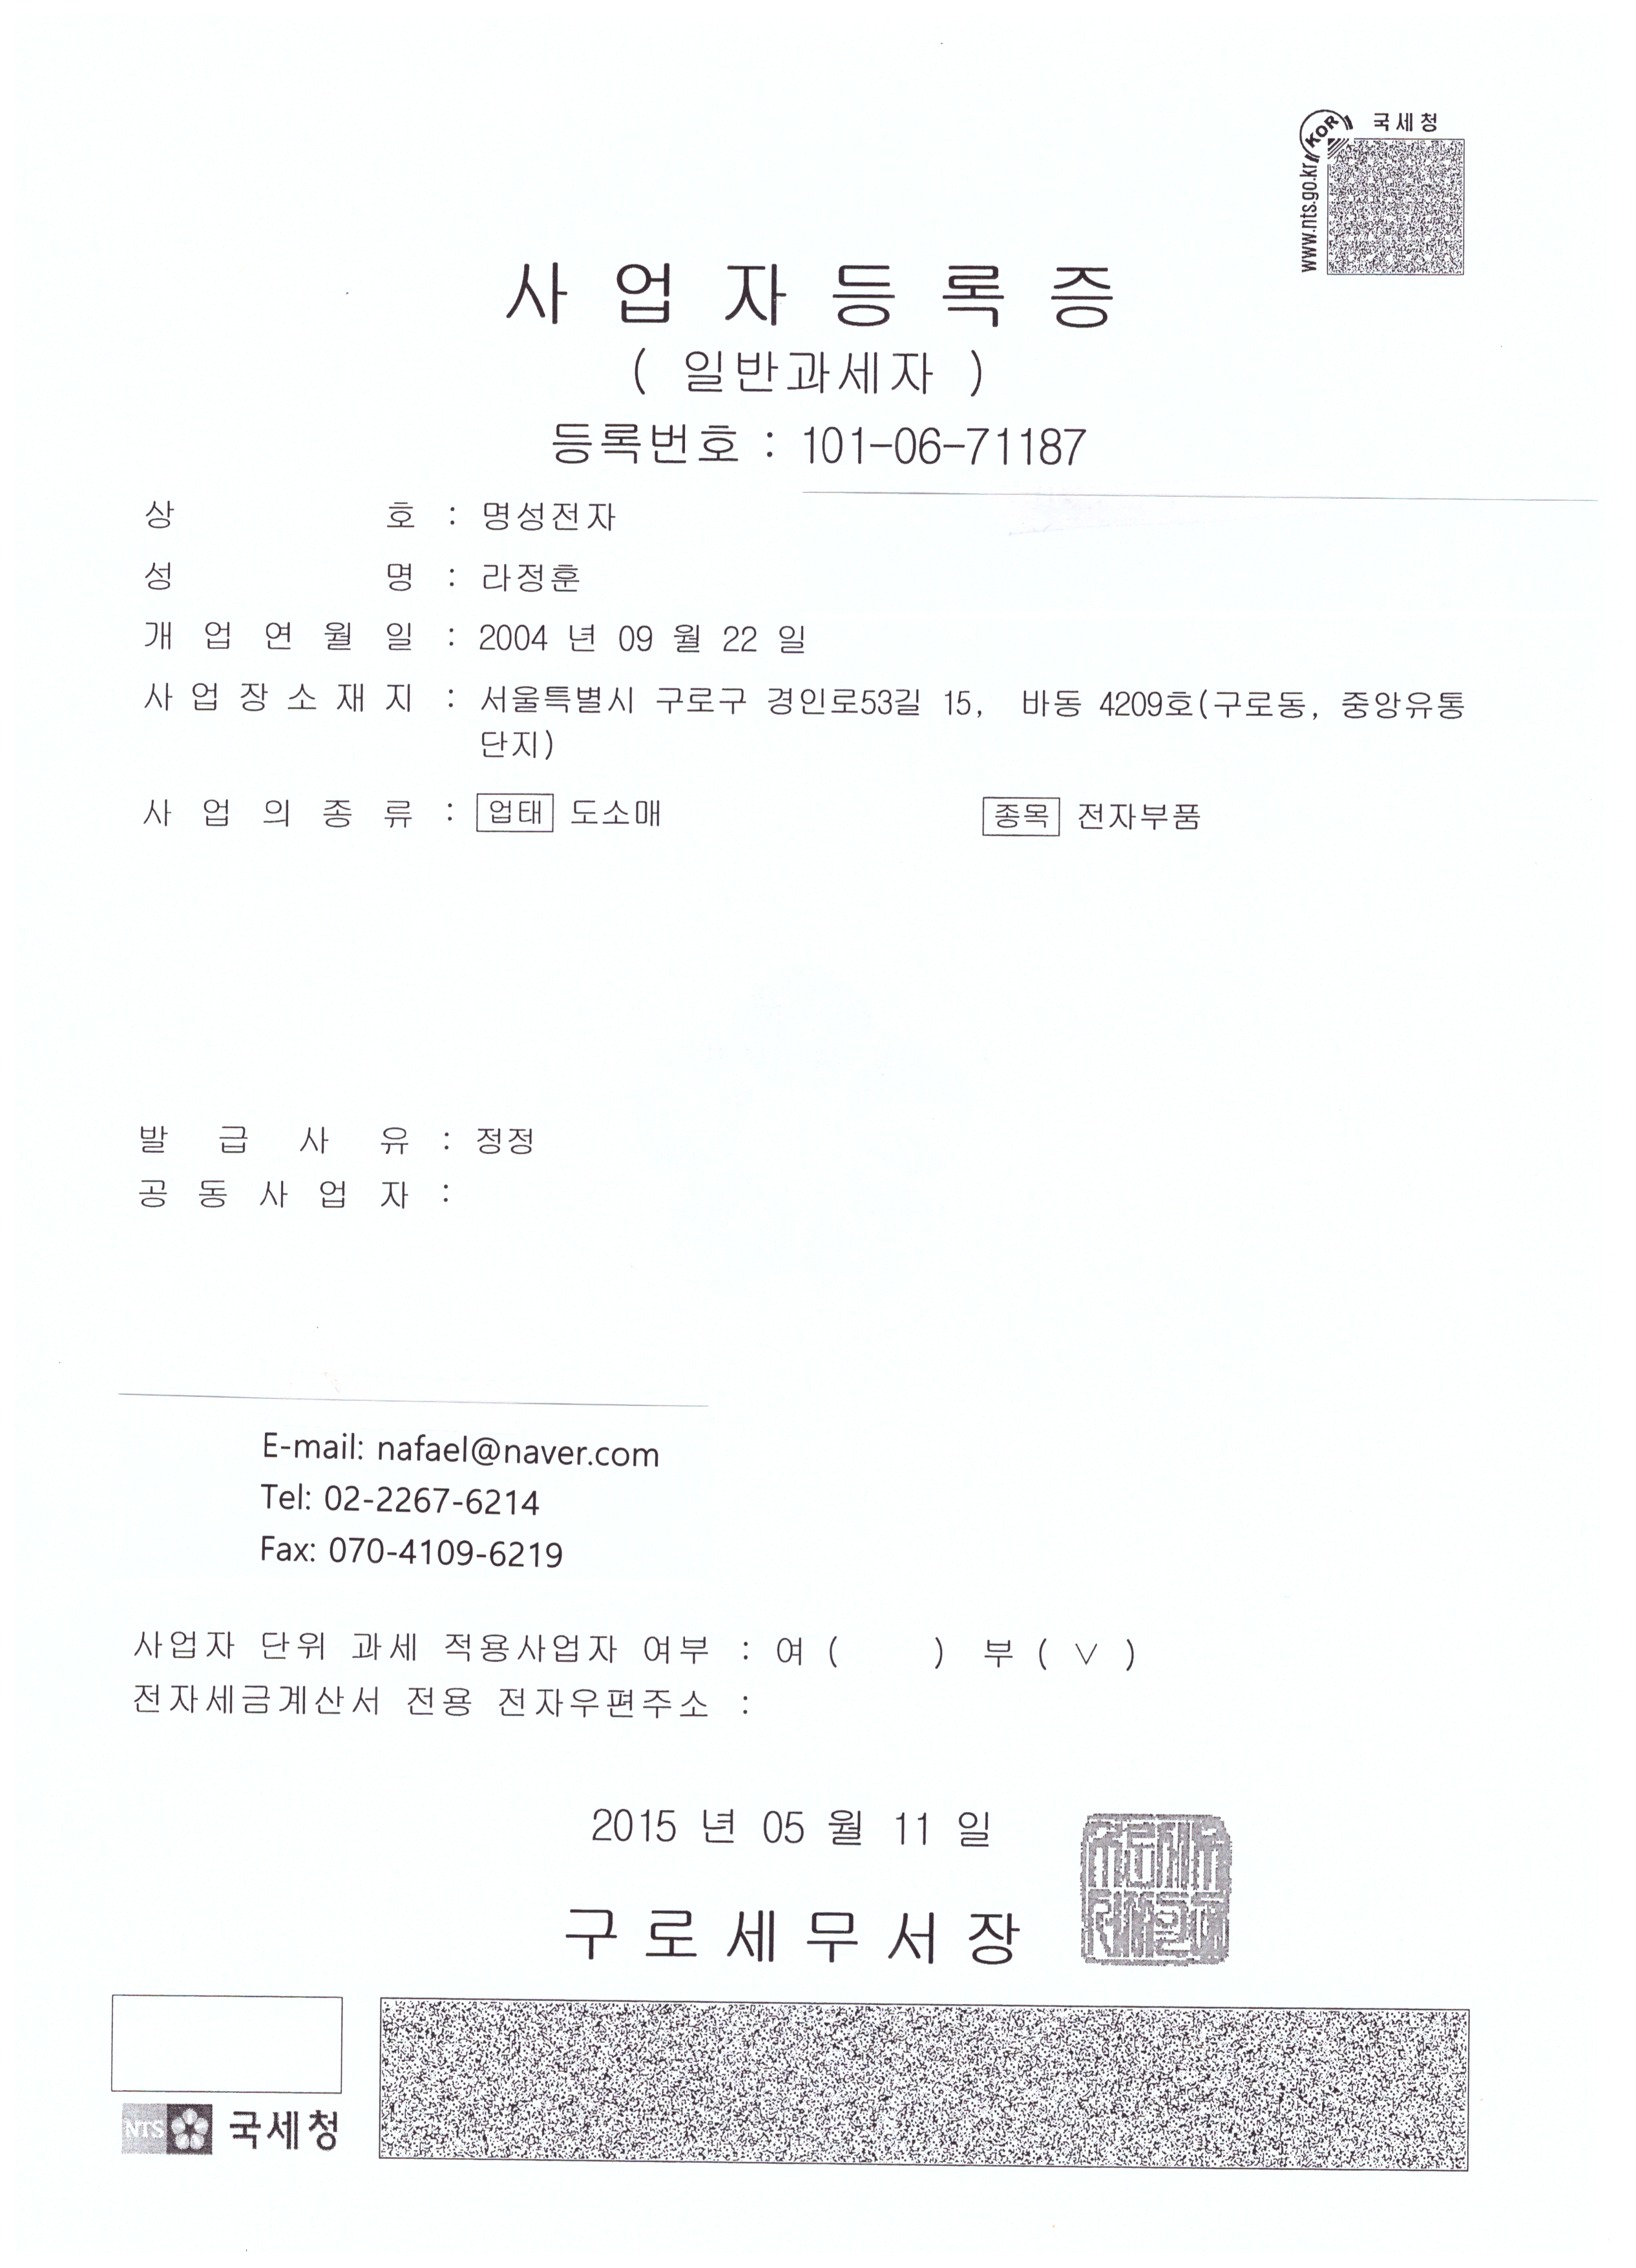 국세청
KOR
www.nts.go.kr
사업자등록증
( 일반과세자 )
등록번호 : 101-06-71187
상 호 : 명성전자
성 명 : 라정훈
개 업 연 월 일 : 2004 년 09 월 22 일
사 업 장 소 재 지 : 서울특별시 구로구 경인로53길 15, 바동 4209호(구로동, 중앙유통
단지)
사 업 의 종 류 : 업태 도소매 종목 전자부품
발 급 사 유 : 정정
공 동 사 업 자 :
E-mail: nafael@naver.com
Tel: 02-2267-6214
Fax: 070-4109-6219
사업자 단위 과세 적용사업자 여부 : 여 ( ) 부 ( ∨ )
전자세금계산서 전용 전자우편주소 :
2015 년 05 월 11 일
구로세무서장
NTS 국세청